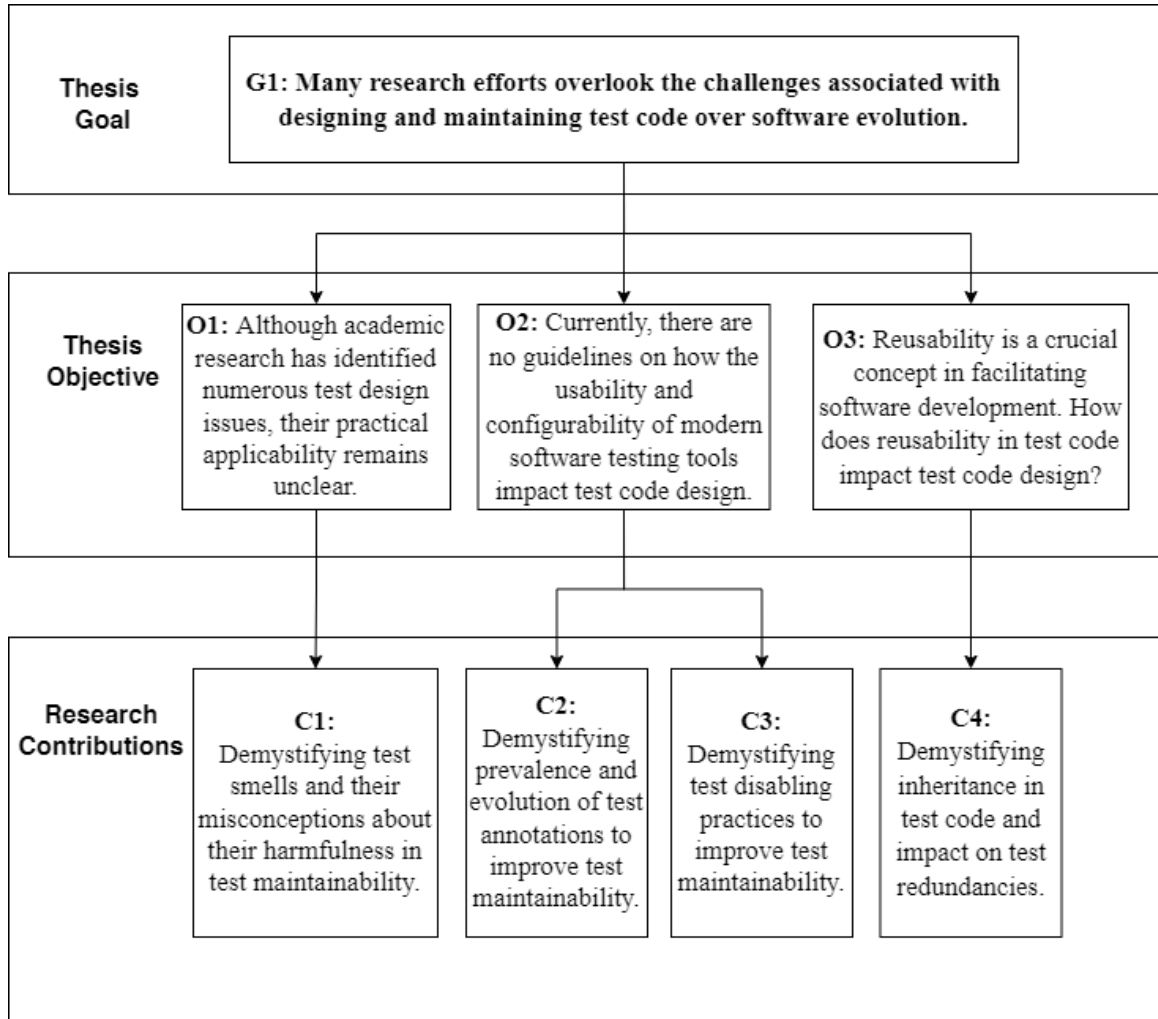 Thesis
Goal
G1: Many research efforts overlook the challenges associated with
designing and maintaining test code over software evolution.
Thesis
Objective
O1: Although academic
research has identified
numerous test design
issues, their practical
applicability remains
unclear.
O2: Currently, there are
no guidelines on how the
usability and
configurability of modern
software testing tools
impact test code design.
O3: Reusability is a crucial
concept in facilitating
software development. How
does reusability in test code
impact test code design?
Research
Contributions
C1:
Demystifying test
smells and their
misconceptions about
their harmfulness in
test maintainability.
C2:
Demystifying
prevalence and
evolution of test
annotations to
improve test
maintainability.
C3:
Demystifying
test disabling
practices to
improve test
maintainability.
C4:
Demystifying
inheritance in
test code and
impact on test
redundancies.